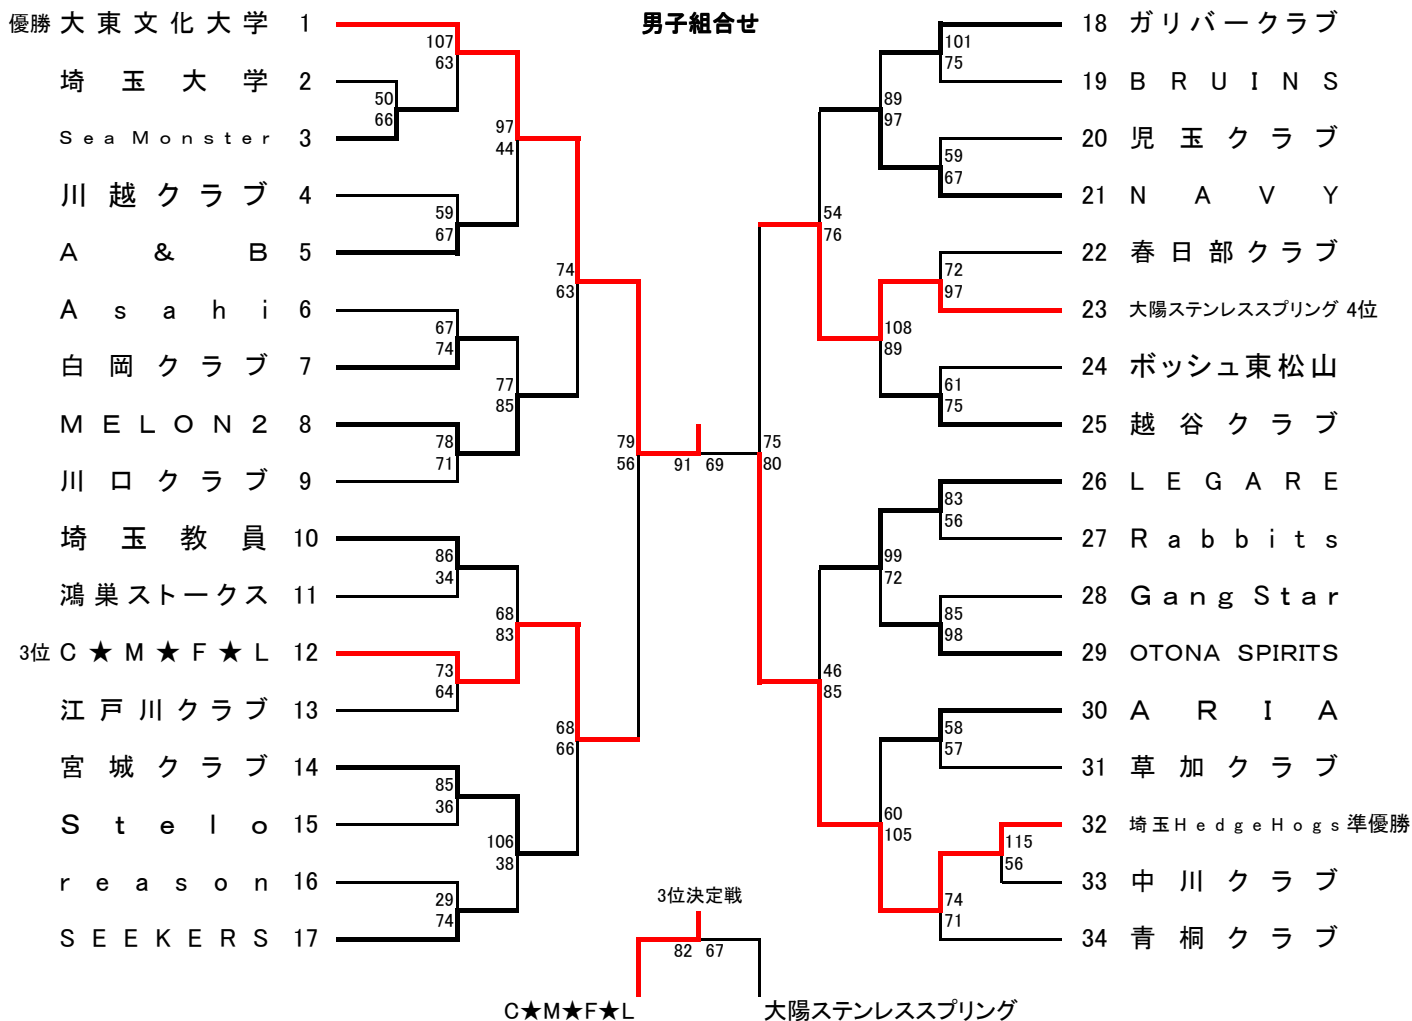 男子組合せ
優勝 大東文化大学 1
107
63
埼玉大学 2
50
66
Sea Monster 3
97
44
川越クラブ 4
59
67
A & B 5
74
63
Asahi 6
67
74
白岡クラブ 7
77
85
MELON2 8
78
71
川口クラブ 9
79
56
埼玉教員 10
86
34
鴻巣ストークス 11
68
83
3位 C★M★F★L 12
73
64
江戸川クラブ 13
68
66
宮城クラブ 14
85
36
Stelo 15
106
38
reason 16
29
74
SEEKERS 17
91 69
18 ガリバークラブ
101
75
19 BRUINS
89
97
20 児玉クラブ
59
67
21 NAVY
54
76
22 春日部クラブ
72
97
23 大陽ステンレススプリング 4位
108
89
24 ボッシュ東松山
61
75
25 越谷クラブ
75
80
26 LEGARE
83
56
27 Rabbits
99
72
28 Gang Star
85
98
29 OTONA SPIRITS
46
85
30 ARIA
58
57
31 草加クラブ
60
105
32 埼玉HedgeHogs 準優勝
115
56
33 中川クラブ
74
71
34 青桐クラブ
3位決定戦
82 67
C★M★F★L 大陽ステンレススプリング